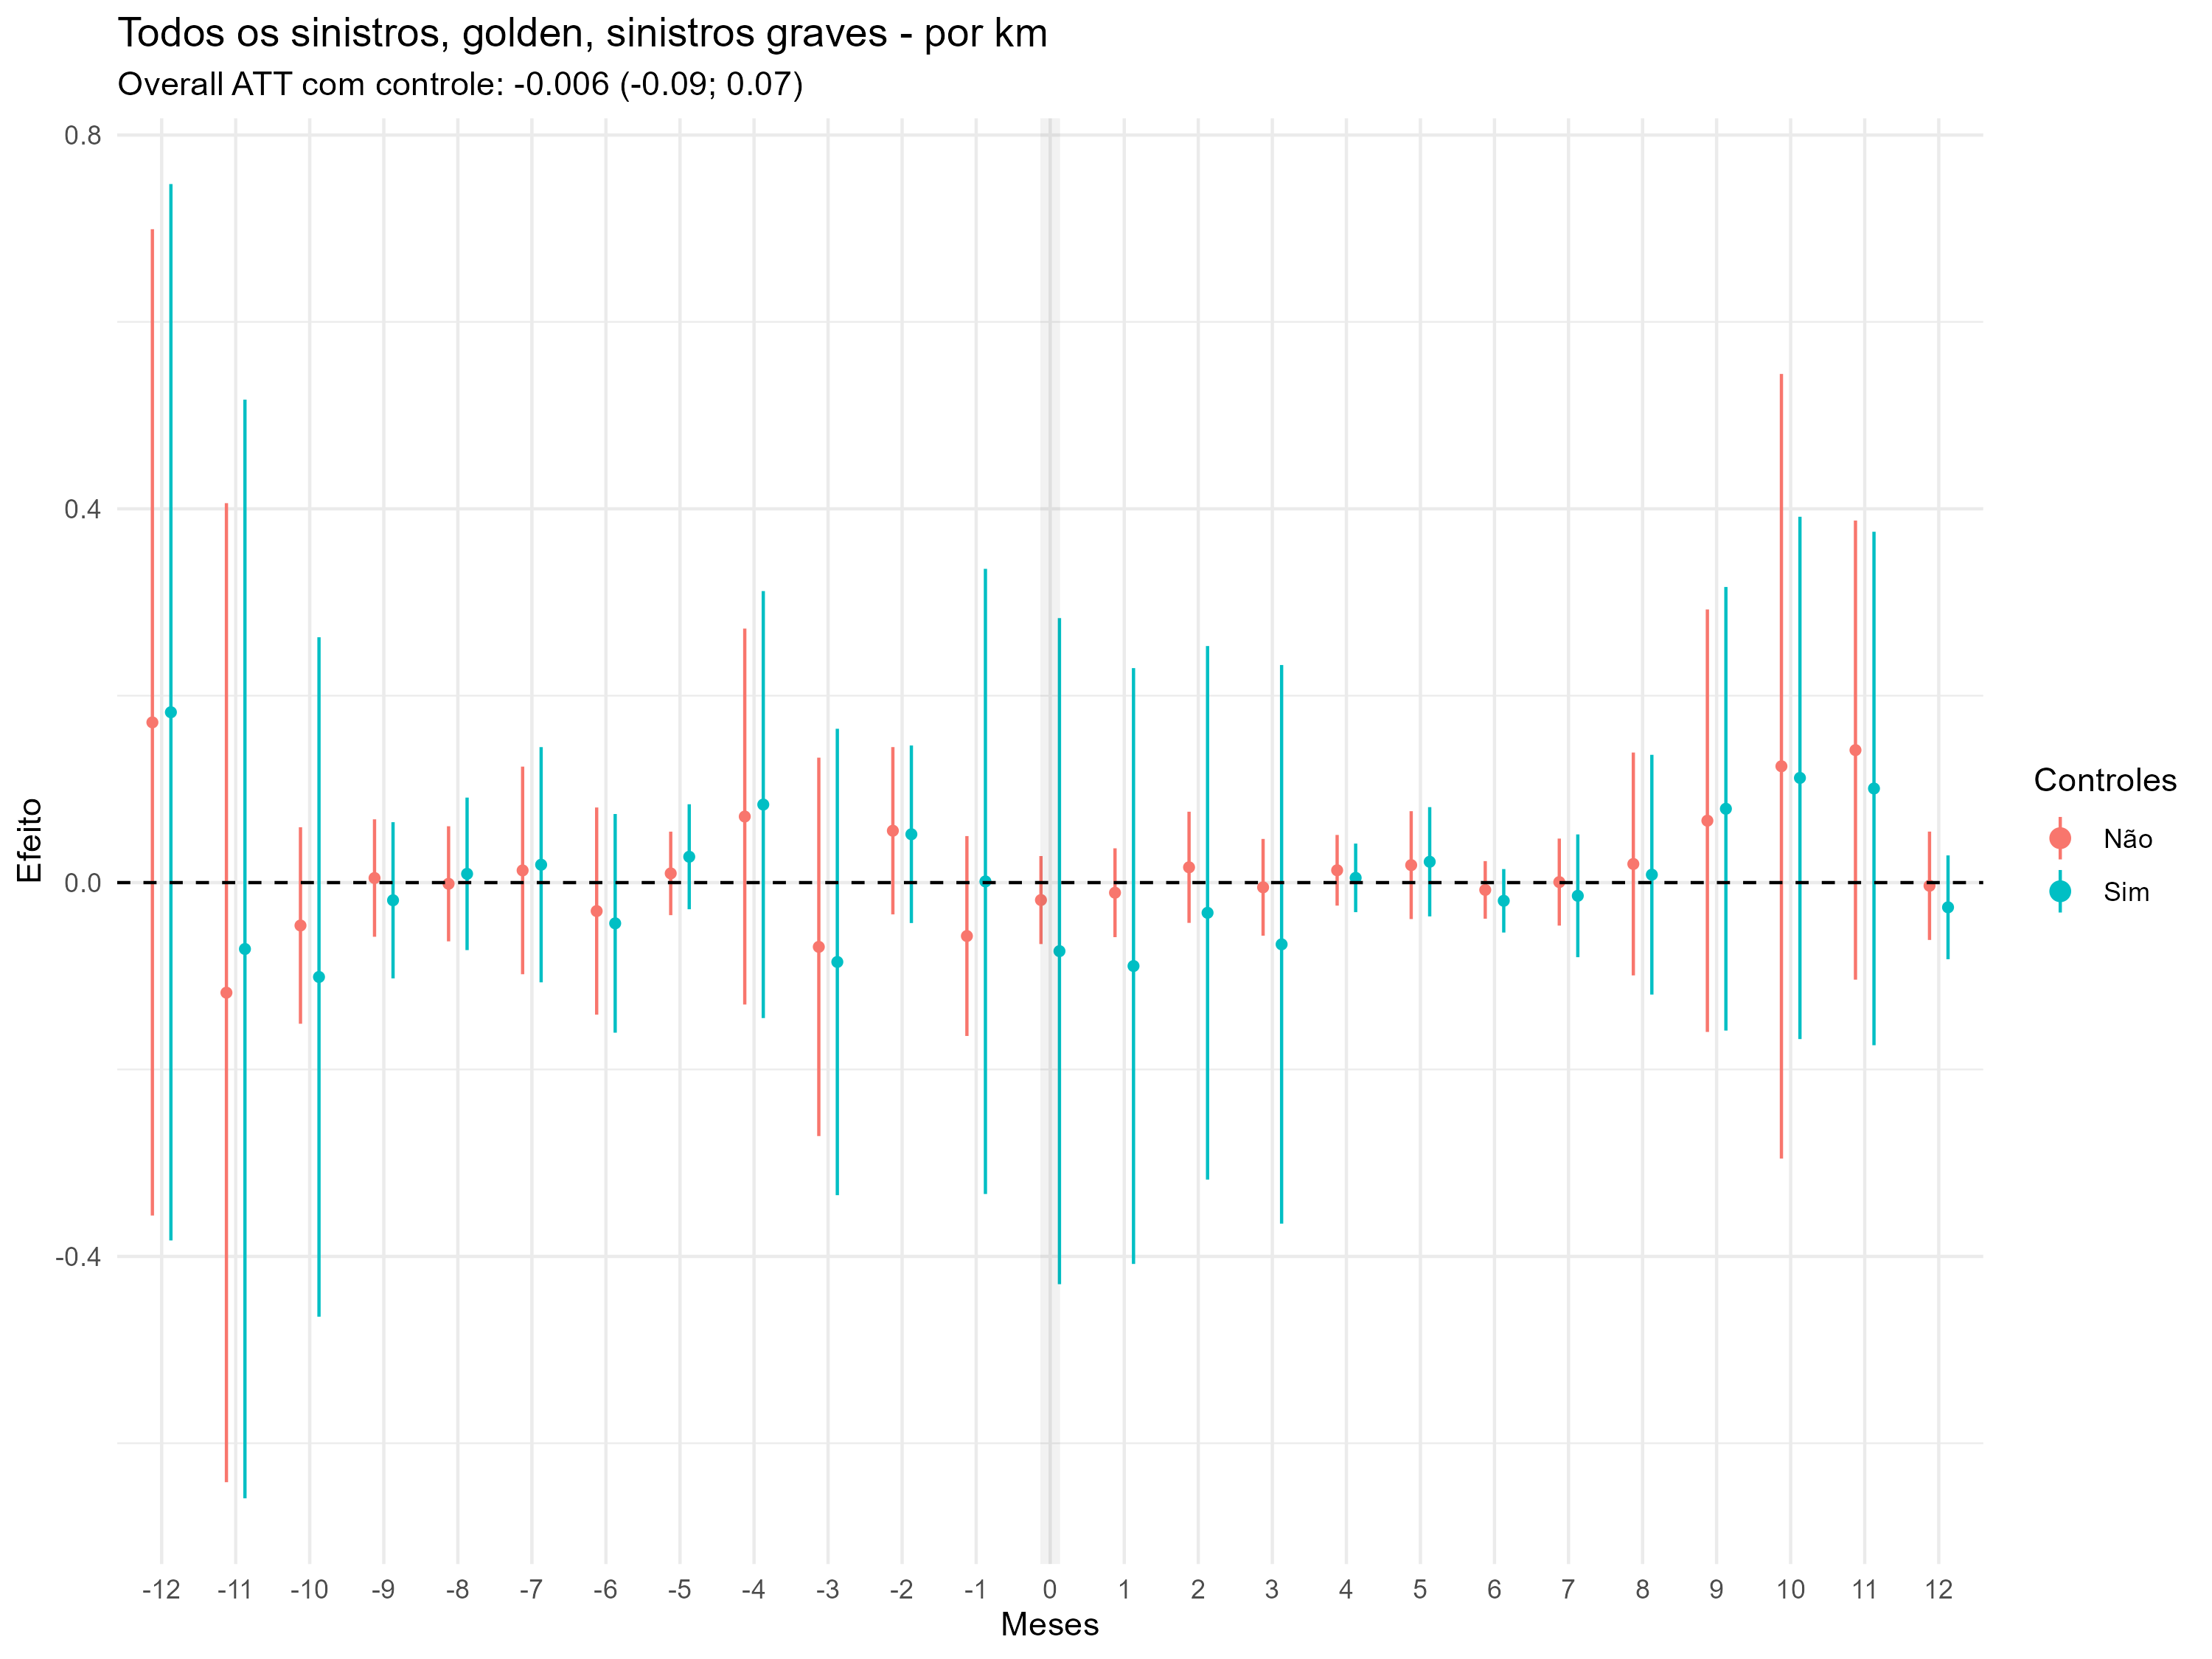 Todos os sinistros, golden, sinistros graves - por km
Overall ATT com controle: -0.006 (-0.09; 0.07)
0.8
0.4
0.0
-0.4
Efeito
-12 -11 -10 -9 -8 -7 -6 -5 -4 -3 -2 -1 0 1 2 3 4 5 6 7 8 9 10 11 12
Meses
Controles
Não
Sim